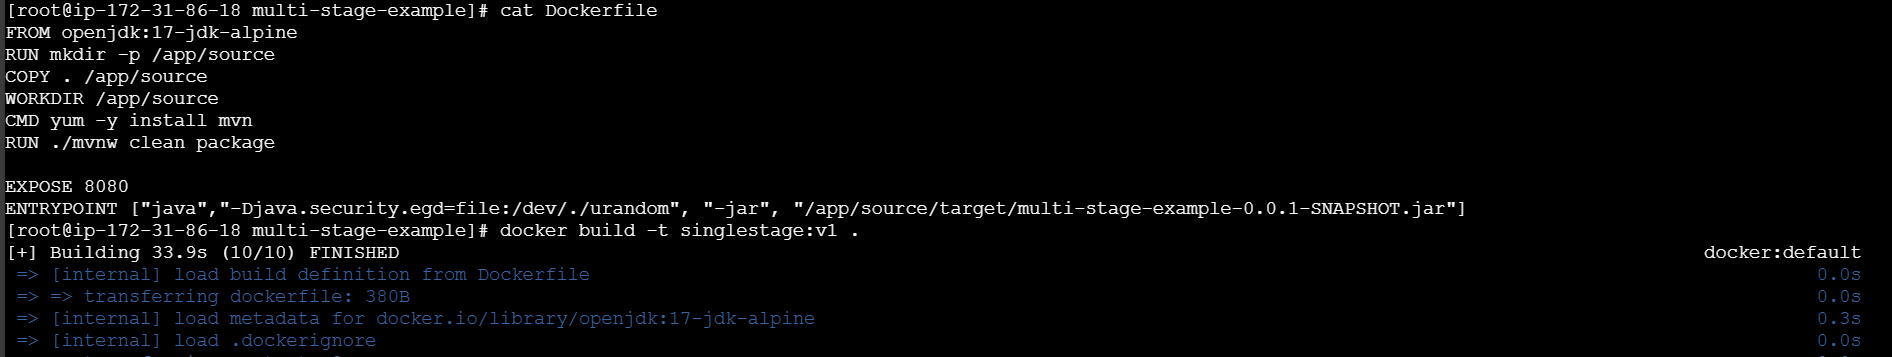 [root@ip-172-31-86-18 multi-stage-example]# cat Dockerfile
FROM openjdk:17-jdk-alpine
RUN mkdir -p /app/source
COPY . /app/source
WORKDIR /app/source
CMD yum -y install mvn
RUN ./mvnw clean package
EXPOSE 8080
ENTRYPOINT ["java","-Djava.security.egd=file:/dev/./urandom", "-jar", "/app/source/target/multi-stage-example-0.0.1-SNAPSHOT.jar"]
[root@ip-172-31-86-18 multi-stage-example]# docker build -t singlestage:v1 .
[+] Building 33.9s (10/10) FINISHED docker:default
=> [internal] load build definition from Dockerfile 0.0s
=> => transferring dockerfile: 380B 0.0s
=> [internal] load metadata for docker.io/library/openjdk:17-jdk-alpine 0.3s
=> [internal] load .dockerignore 0.0s